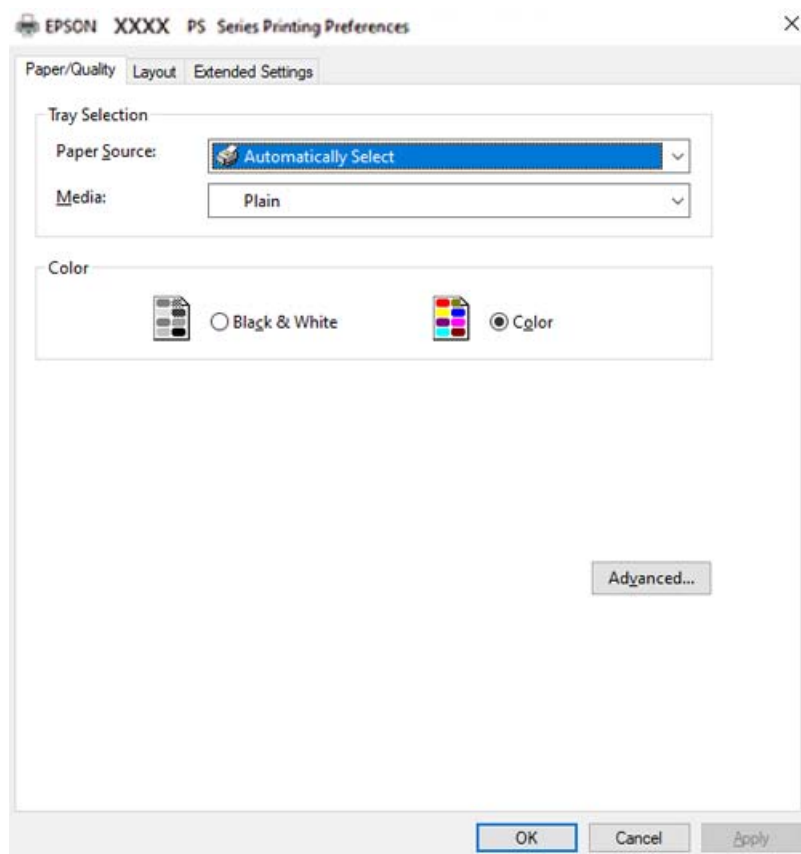 EPSON XXXX PS Series Printing Preferences
Paper/Quality Layout Extended Settings
Tray Selection
Paper Source: Automatically Select
Media: Plain
Color
Black & White Color
Advanced...
OK Cancel Apply